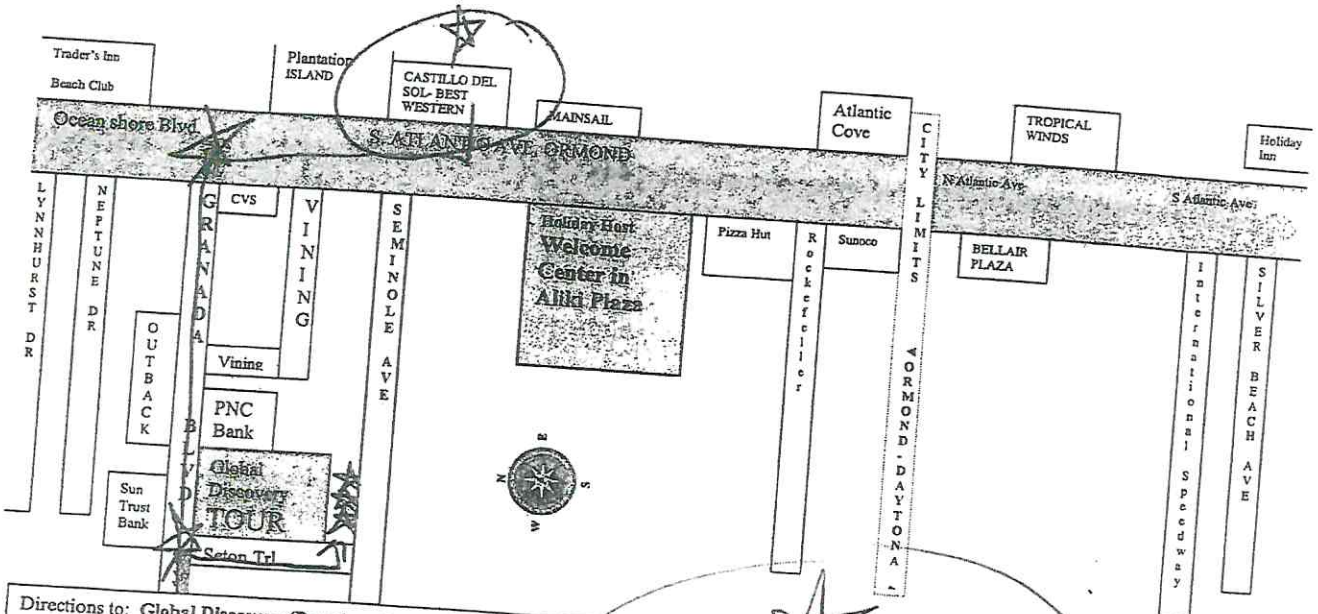 Trader's Inn
Beach Club
Plantation
ISLAND
CASTILLO DEL
SOL- BEST
WESTERN
MAINSAIL
Atlantic
Cove
TROPICAL
WINDS
Holiday
Inn
Ocean shore Blvd.
S. ATLANTIC AVE, ORMOND
N Atlantic Ave
S Atlantic Ave
LYNNHURST DR
NEPTUNE DR
GRANADA BLVD
CVS
VINING
SEMINOLE AVE
Holiday Host
Welcome
Center in
Aliki Plaza
Pizza Hut
Rockefeller
Sunoco
CITY LIMITS
ORMOND-DAYTONA
BELLAIR
PLAZA
International Speedway
SILVER BEACH AVE
OUTBACK
Vining
PNC
Bank
Global
Discovery
TOUR
Sun
Trust
Bank
Seton Trl
N
E
S
W
Directions to: Global Discovery